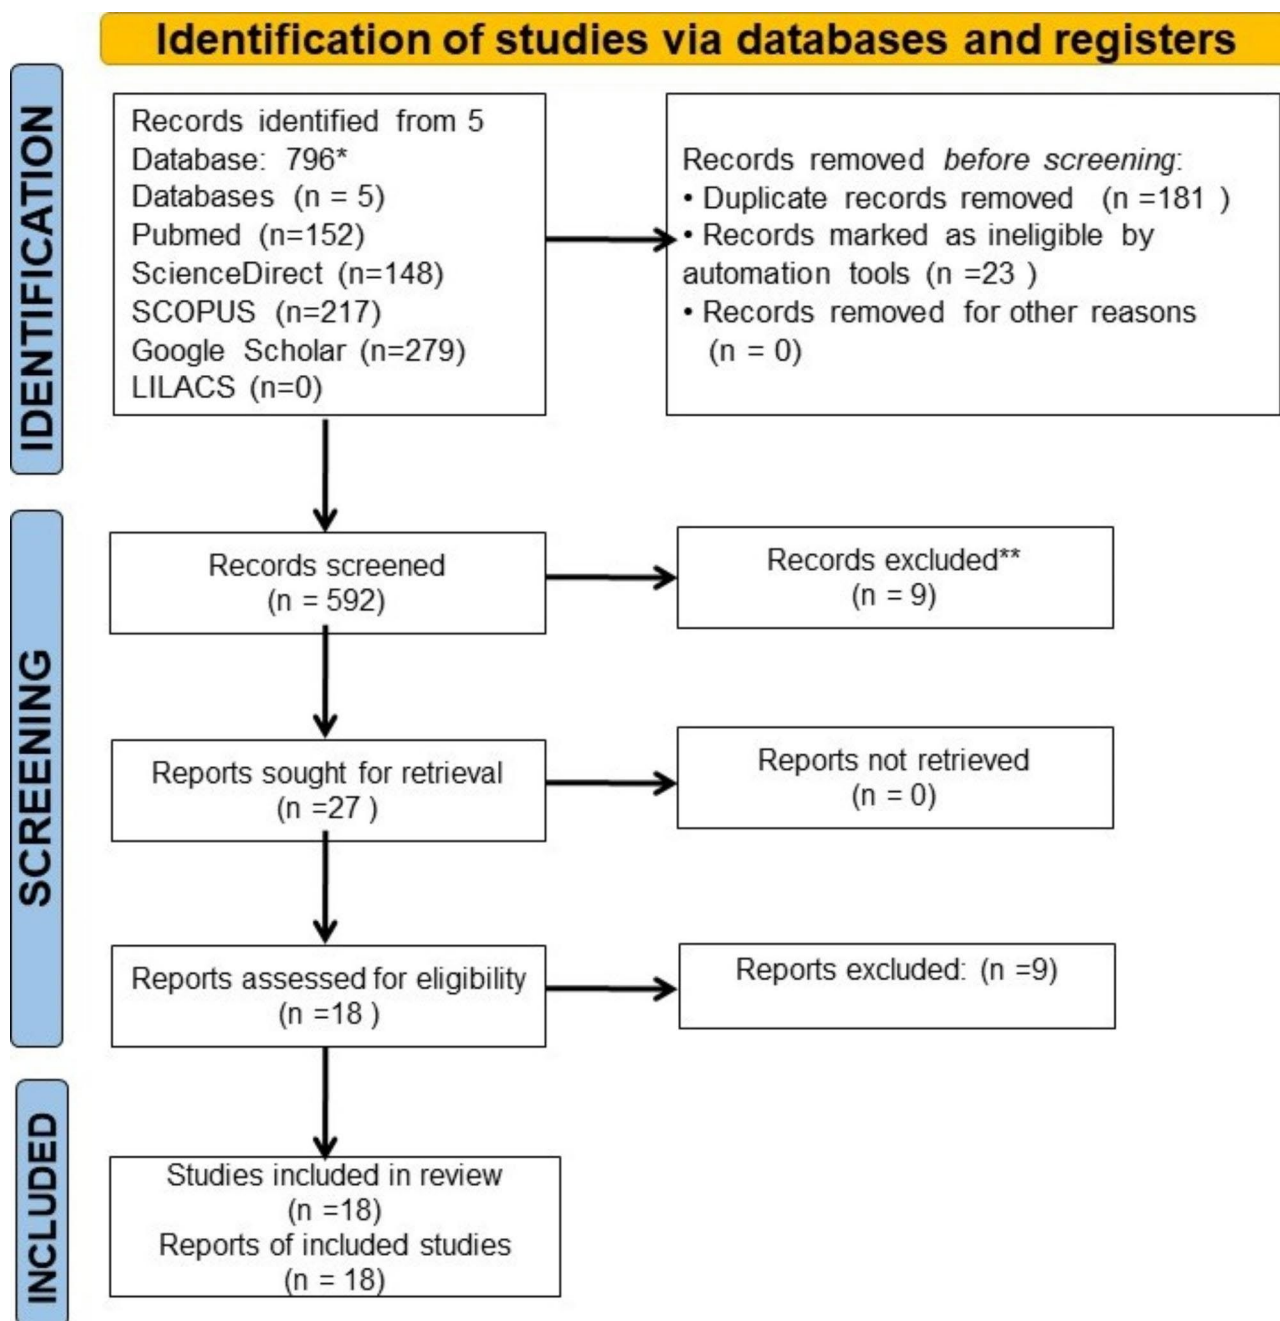 Identification of studies via databases and registers
IDENTIFICATION
Records identified from 5
Database: 796*
Databases (n = 5)
Pubmed (n=152)
ScienceDirect (n=148)
SCOPUS (n=217)
Google Scholar (n=279)
LILACS (n=0)
Records removed before screening:
• Duplicate records removed (n =181 )
• Records marked as ineligible by
automation tools (n =23 )
• Records removed for other reasons
(n = 0)
SCREENING
Records screened
(n = 592)
Records excluded**
(n = 9)
Reports sought for retrieval
(n =27 )
Reports not retrieved
(n = 0)
Reports assessed for eligibility
(n =18 )
Reports excluded: (n =9)
INCLUDED
Studies included in review
(n =18)
Reports of included studies
(n = 18)